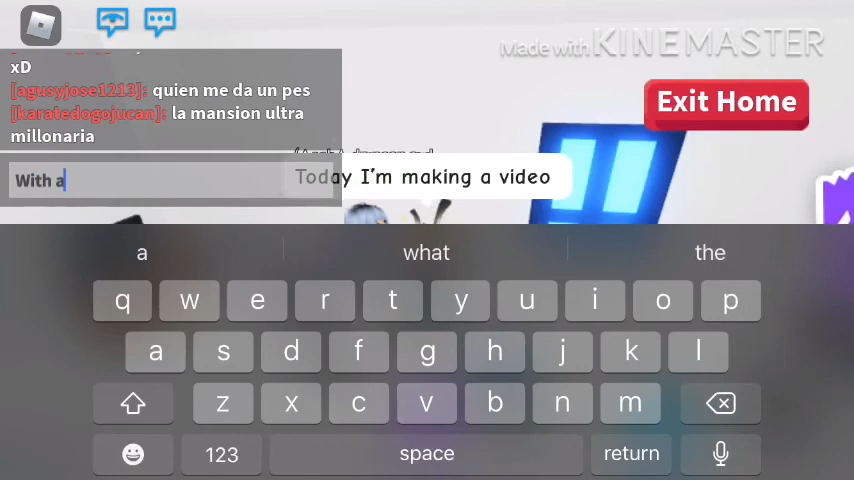 Made with KINEMASTER
xD
[agusyjose1213]: quien me da un pes
[karatedogojucan]: la mansion ultra
millonaria
Exit Home
With a
Today I'm making a video
a what the
q w e r t y u i o p
a s d f g h j k l
z x c v b n m
123 space return